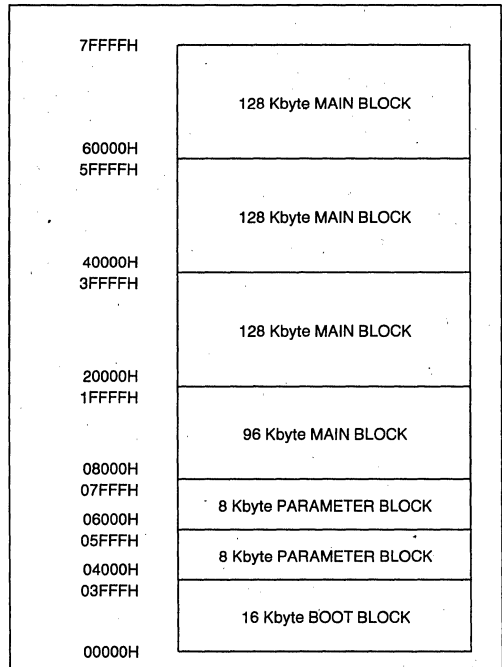 7FFFFH
128 Kbyte MAIN BLOCK
60000H
5FFFFH
128 Kbyte MAIN BLOCK
40000H
3FFFFH
128 Kbyte MAIN BLOCK
20000H
1FFFFH
96 Kbyte MAIN BLOCK
08000H
07FFFH
8 Kbyte PARAMETER BLOCK
06000H
05FFFH
8 Kbyte PARAMETER BLOCK
04000H
03FFFH
16 Kbyte BOOT BLOCK
00000H